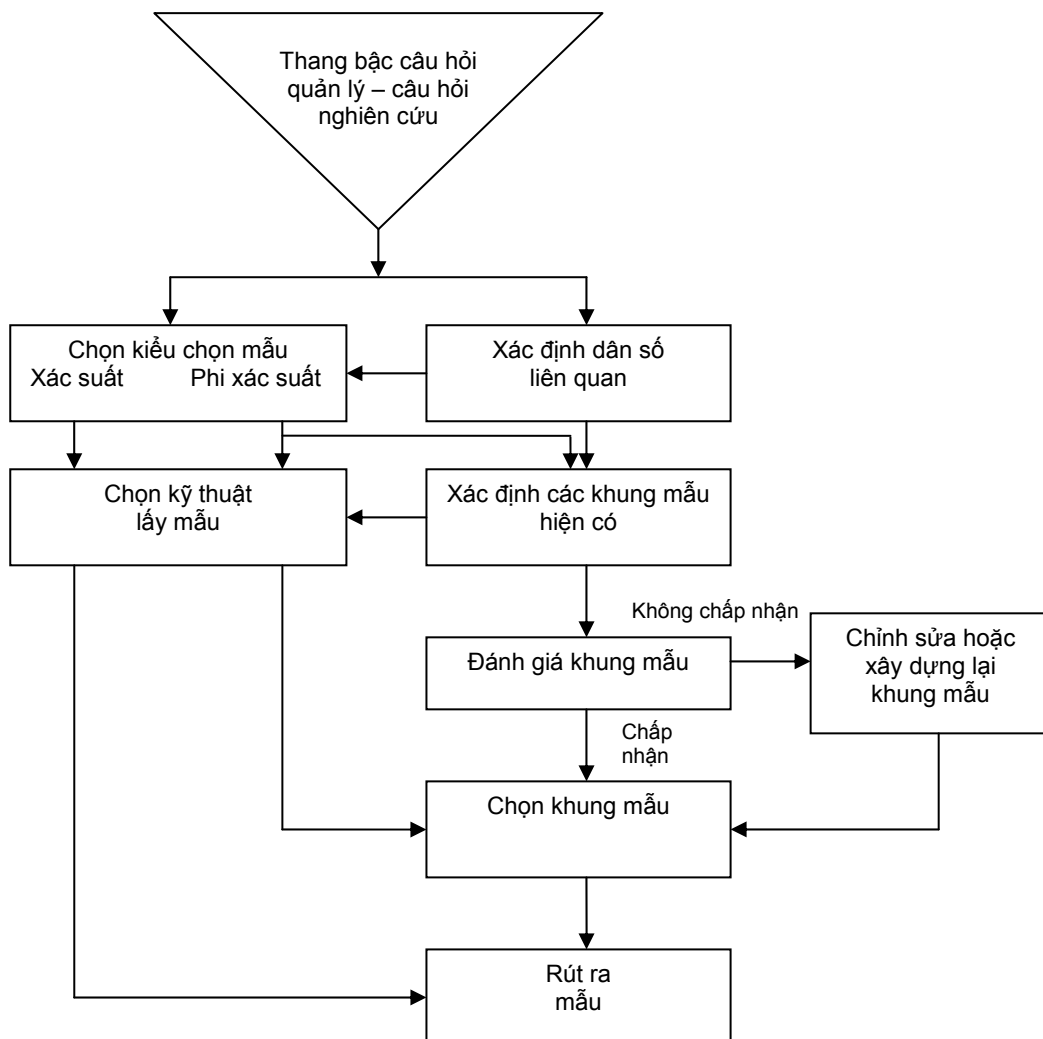 Thang bậc câu hỏi
quản lý – câu hỏi
nghiên cứu
Chọn kiểu chọn mẫu
Xác suất Phi xác suất
Xác định dân số
liên quan
Chọn kỹ thuật
lấy mẫu
Xác định các khung mẫu
hiện có
Không chấp nhận
Đánh giá khung mẫu
Chỉnh sửa hoặc
xây dựng lại
khung mẫu
Chấp
nhận
Chọn khung mẫu
Rút ra
mẫu